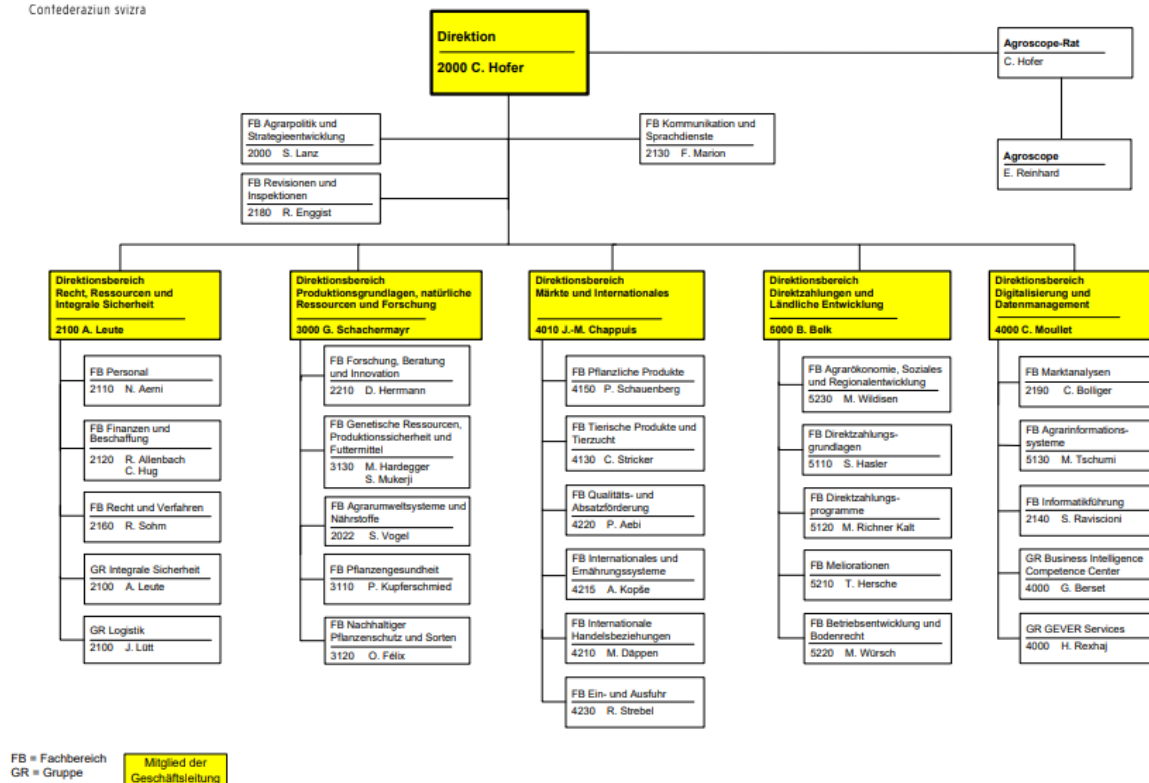 Confederaziun svizra
Direktion
2000 C. Hofer
Agroscope-Rat
C. Hofer
Agroscope
E. Reinhard
FB Agrarpolitik und
Strategieentwicklung
2000 S. Lanz
FB Kommunikation und
Sprachdienste
2130 F. Marion
FB Revisionen und
Inspektionen
2180 R. Enggist
Direktionsbereich
Recht, Ressourcen und
Integrale Sicherheit
2100 A. Leute
FB Personal
2110 N. Aerni
FB Finanzen und
Beschaffung
2120 R. Allenbach
C. Hug
FB Recht und Verfahren
2160 R. Sohm
GR Integrale Sicherheit
2100 A. Leute
GR Logistik
2100 J. Lütt
Direktionsbereich
Produktionsgrundlagen, natürliche
Ressourcen und Forschung
3000 G. Schachermayr
FB Forschung, Beratung
und Innovation
2210 D. Herrmann
FB Genetische Ressourcen,
Produktionssicherheit und
Futtermittel
3130 M. Hardegger
S. Mukerji
FB Agrarumweltsysteme und
Nährstoffe
2022 S. Vogel
FB Pflanzengesundheit
3110 P. Kupferschmied
FB Nachhaltiger
Pflanzenschutz und Sorten
3120 O. Félix
Direktionsbereich
Märkte und Internationales
4010 J.-M. Chappuis
FB Pflanzliche Produkte
4150 P. Schauenberg
FB Tierische Produkte und
Tierzucht
4130 C. Stricker
FB Qualitäts- und
Absatzförderung
4220 P. Aebi
FB Internationales und
Ernährungssysteme
4215 A. Kopše
FB Internationale
Handelsbeziehungen
4210 M. Däppen
FB Ein- und Ausfuhr
4230 R. Strebel
Direktionsbereich
Direktzahlungen und
Ländliche Entwicklung
5000 B. Belk
FB Agrarökonomie, Soziales
und Regionalentwicklung
5230 M. Wildisen
FB Direktzahlungs-
grundlagen
5110 S. Hasler
FB Direktzahlungs-
programme
5120 M. Richner Kalt
FB Meliorationen
5210 T. Hersche
FB Betriebsentwicklung und
Bodenrecht
5220 M. Würsch
Direktionsbereich
Digitalisierung und
Datenmanagement
4000 C. Moullet
FB Marktanalysen
2190 C. Bolliger
FB Agrarinformations-
systeme
5130 M. Tschumi
FB Informatikführung
2140 S. Raviscioni
GR Business Intelligence
Competence Center
4000 G. Berset
GR GEVER Services
4000 H. Rexhaj
FB = Fachbereich
GR = Gruppe
Mitglied der
Geschäftsleitung